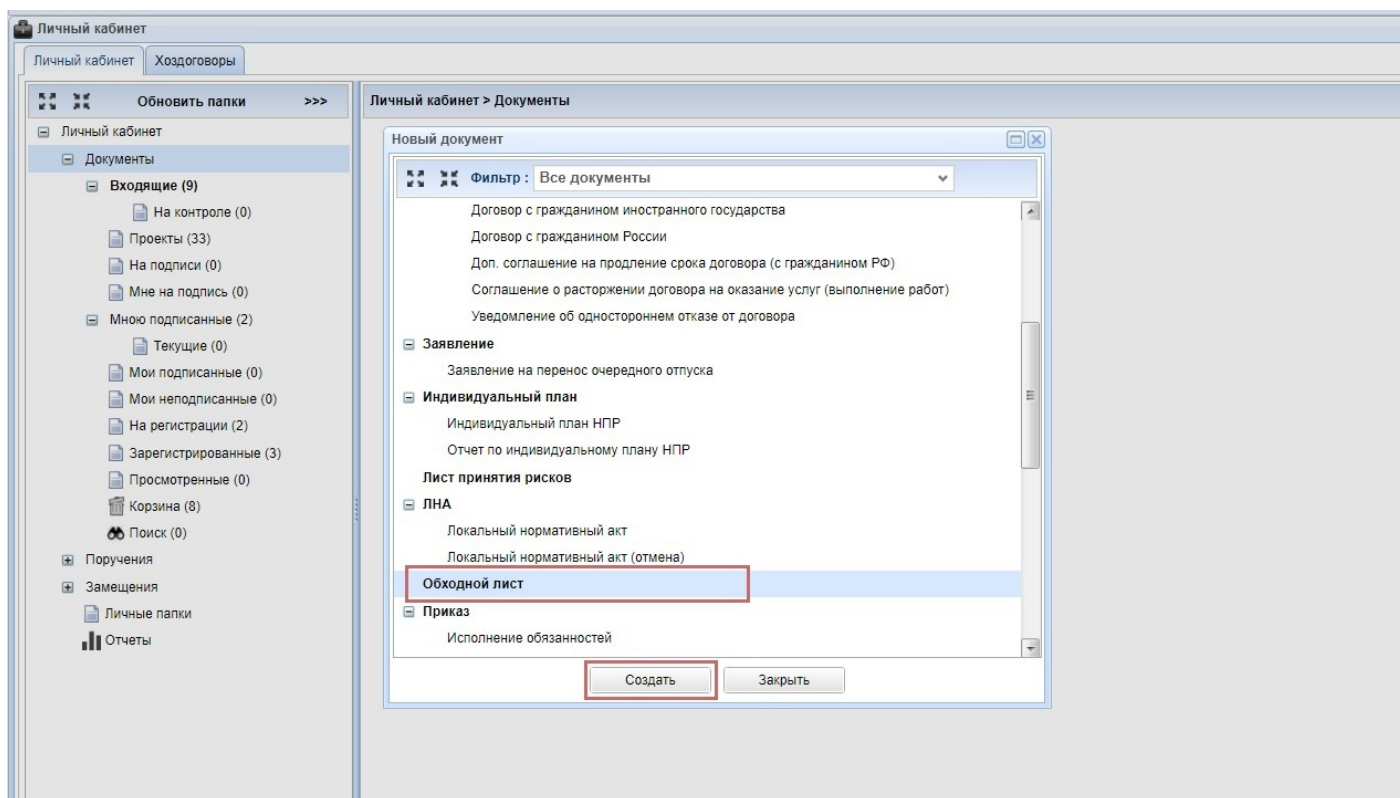 Личный кабинет
Личный кабинет Хоздоговоры
Обновить папки >>>
Личный кабинет
Документы
Входящие (9)
На контроле (0)
Проекты (33)
На подписи (0)
Мне на подпись (0)
Мною подписанные (2)
Текущие (0)
Мои подписанные (0)
Мои неподписанные (0)
На регистрации (2)
Зарегистрированные (3)
Просмотренные (0)
Корзина (8)
Поиск (0)
Поручения
Замещения
Личные папки
Отчеты
Личный кабинет > Документы
Новый документ
Фильтр : Все документы
Договор с гражданином иностранного государства
Договор с гражданином России
Доп. соглашение на продление срока договора (с гражданином РФ)
Соглашение о расторжении договора на оказание услуг (выполнение работ)
Уведомление об одностороннем отказе от договора
Заявление
Заявление на перенос очередного отпуска
Индивидуальный план
Индивидуальный план НПР
Отчет по индивидуальному плану НПР
Лист принятия рисков
ЛНА
Локальный нормативный акт
Локальный нормативный акт (отмена)
Обходной лист
Приказ
Исполнение обязанностей
Создать Закрыть